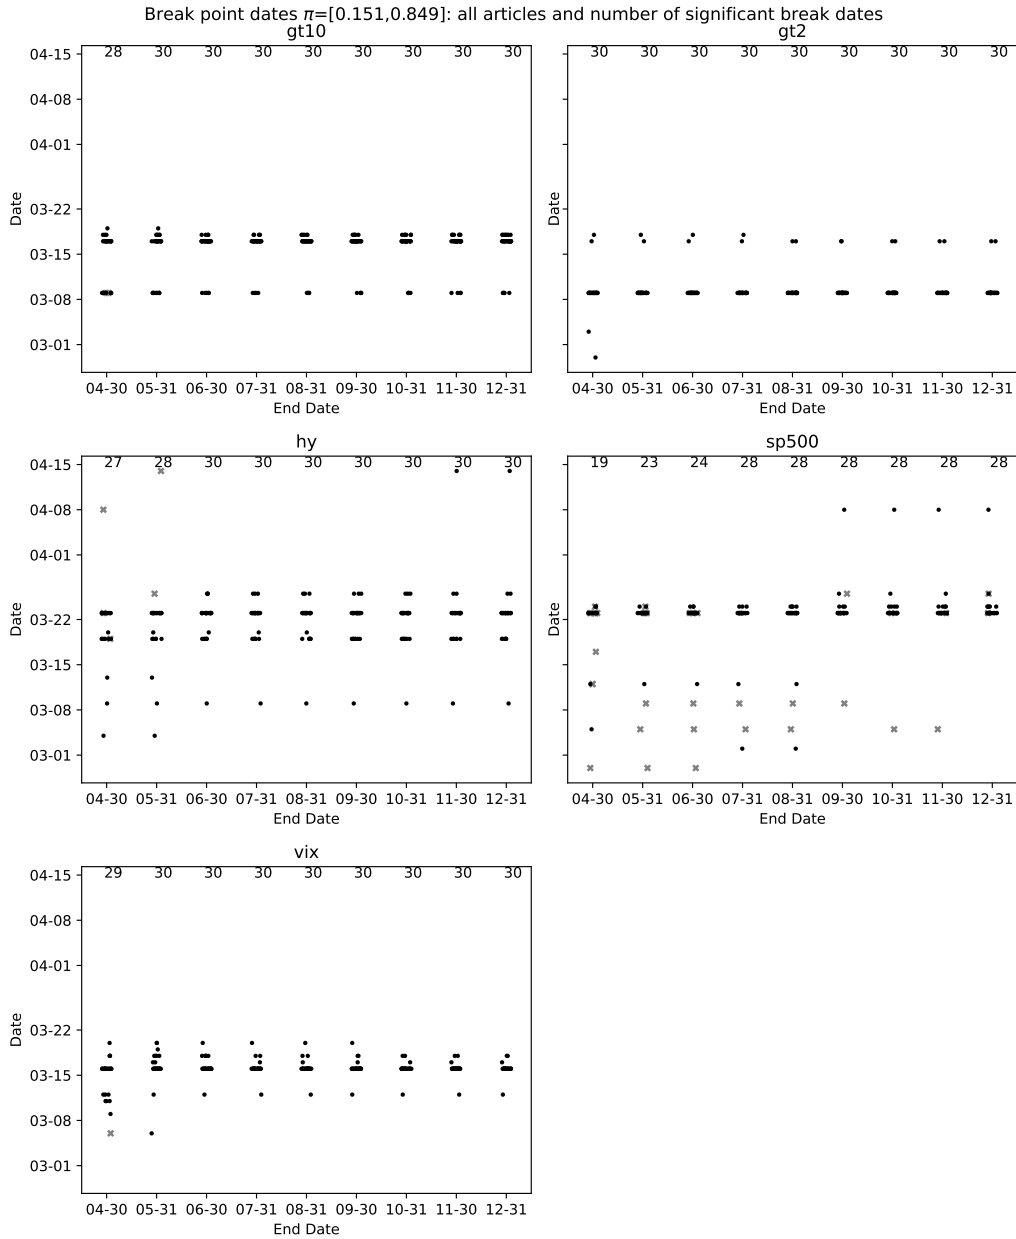 Break point dates π=[0.151,0.849]: all articles and number of significant break dates
gt10
28 30 30 30 30 30 30 30 30
04-15
04-08
04-01
03-22
03-15
03-08
03-01
Date
04-30 05-31 06-30 07-31 08-31 09-30 10-31 11-30 12-31
End Date
gt2
30 30 30 30 30 30 30 30 30
Date
04-30 05-31 06-30 07-31 08-31 09-30 10-31 11-30 12-31
End Date
hy
27 28 30 30 30 30 30 30 30
04-15
04-08
04-01
03-22
03-15
03-08
03-01
Date
04-30 05-31 06-30 07-31 08-31 09-30 10-31 11-30 12-31
End Date
sp500
19 23 24 28 28 28 28 28 28
Date
04-30 05-31 06-30 07-31 08-31 09-30 10-31 11-30 12-31
End Date
vix
29 30 30 30 30 30 30 30 30
04-15
04-08
04-01
03-22
03-15
03-08
03-01
Date
04-30 05-31 06-30 07-31 08-31 09-30 10-31 11-30 12-31
End Date